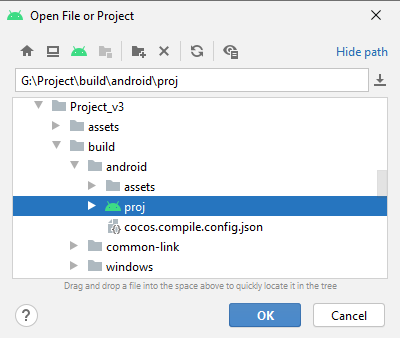 Open File or Project
Hide path
G:\Project\build\android\proj
Project_v3
assets
build
android
assets
proj
cocos.compile.config.json
common-link
windows
Drag and drop a file into the space above to quickly locate it in the tree
?
OK
Cancel